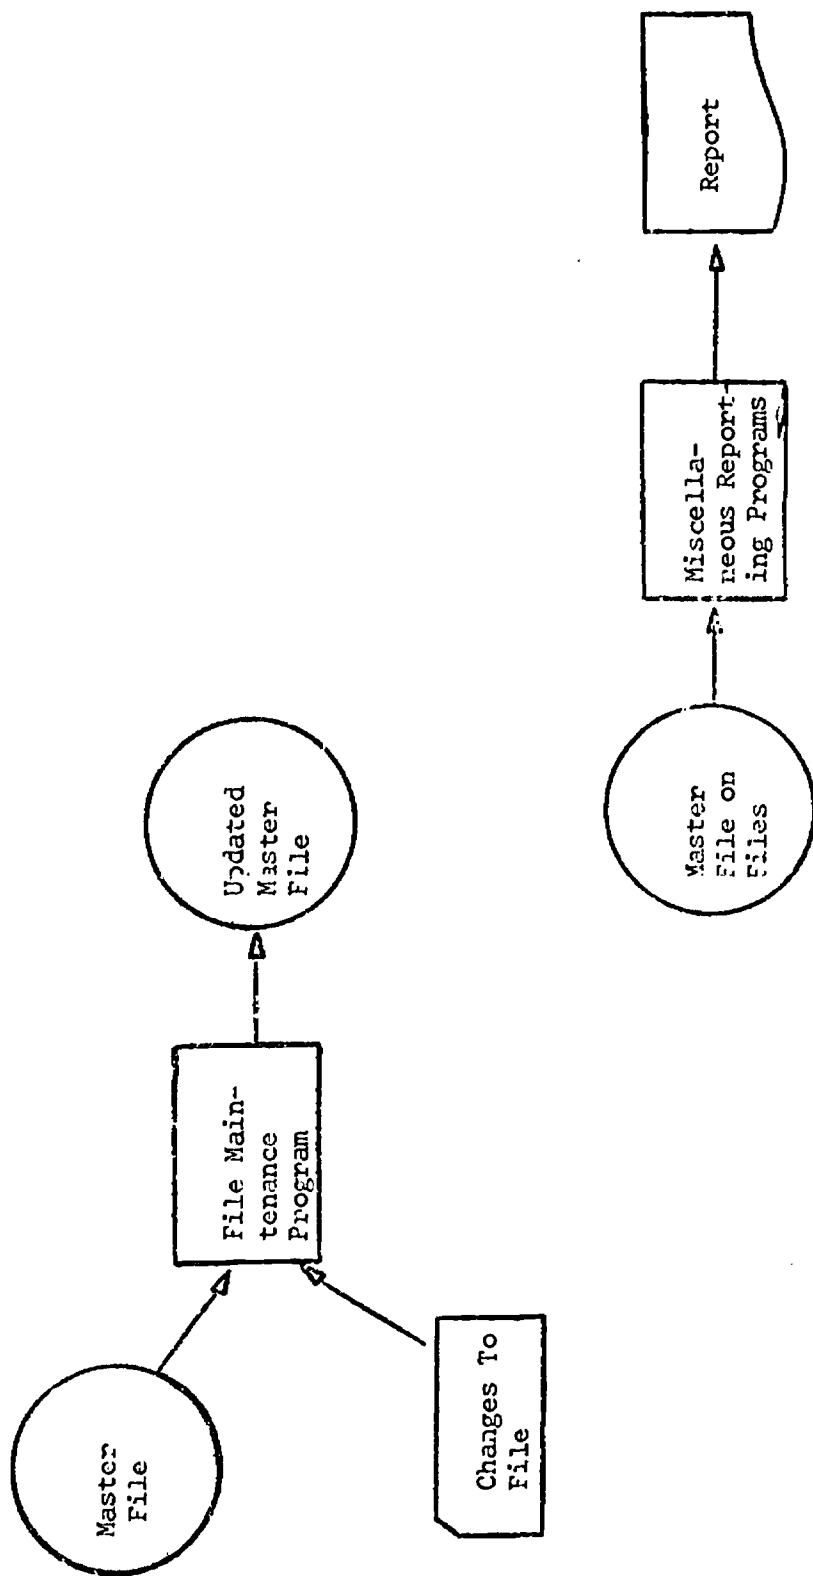 Master
File
Changes To
File
File Main-
tenance
Program
Updated
Master
File
Master
File on
Files
Miscella-
neous Report-
ing Programs
Report